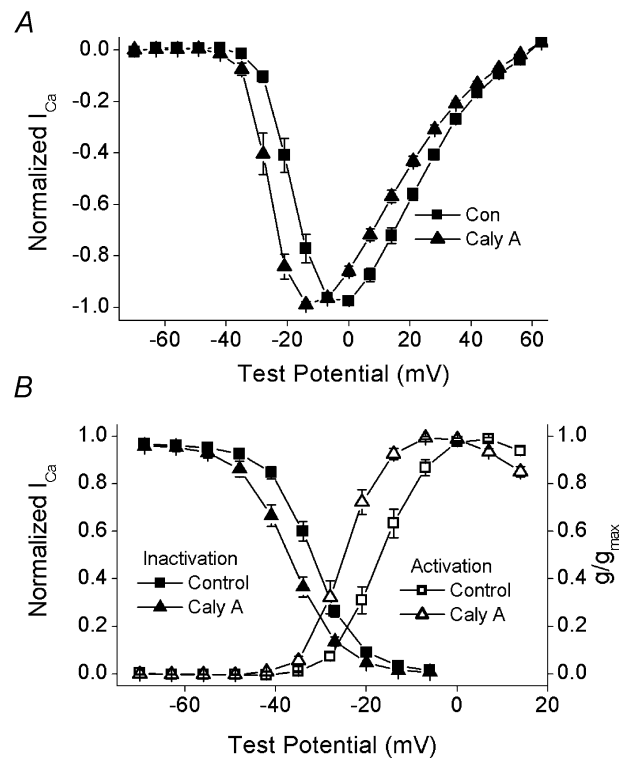 A
0.0
-0.2
-0.4
-0.6
-0.8
-1.0
Normalized I_Ca
Con
Caly A
-60 -40 -20 0 20 40 60
Test Potential (mV)
B
1.0
0.8
0.6
0.4
0.2
0.0
Normalized I_Ca
Inactivation
Control
Caly A
Activation
Control
Caly A
1.0
0.8
0.6
0.4
0.2
0.0
g/g_max
-60 -40 -20 0 20
Test Potential (mV)